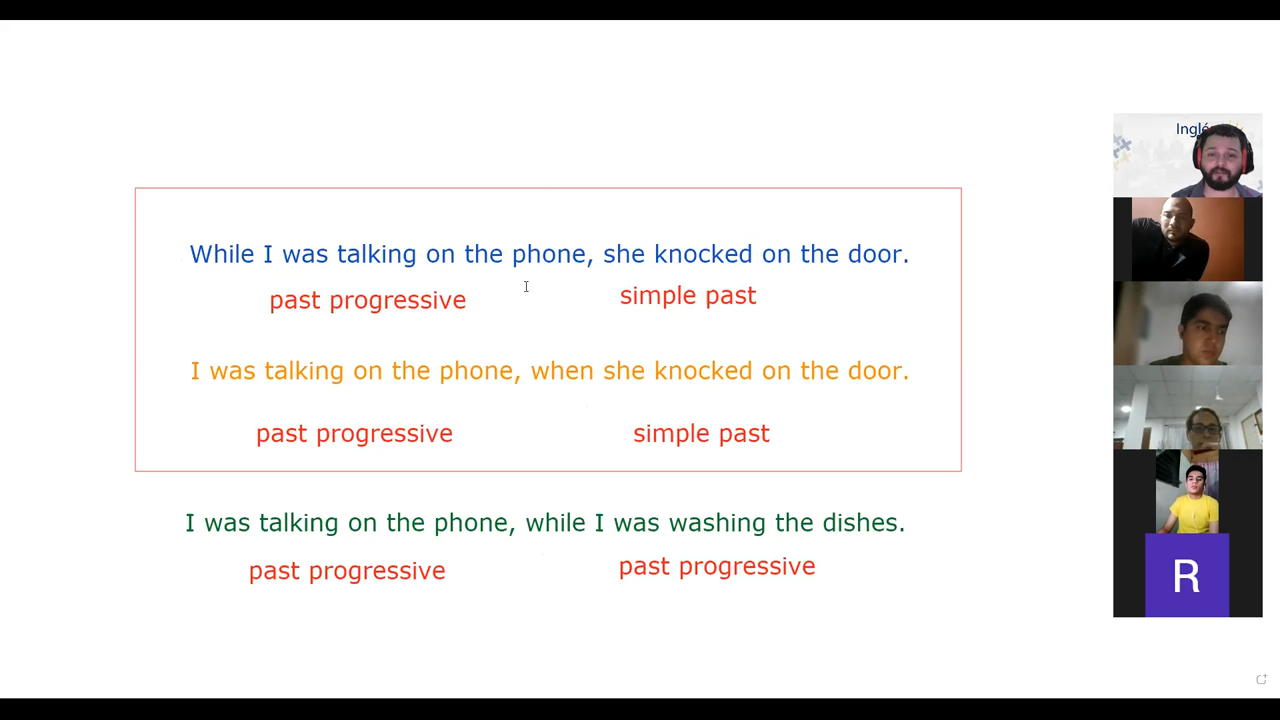 While I was talking on the phone, she knocked on the door.
past progressive simple past
I was talking on the phone, when she knocked on the door.
past progressive simple past
I was talking on the phone, while I was washing the dishes.
past progressive past progressive
R